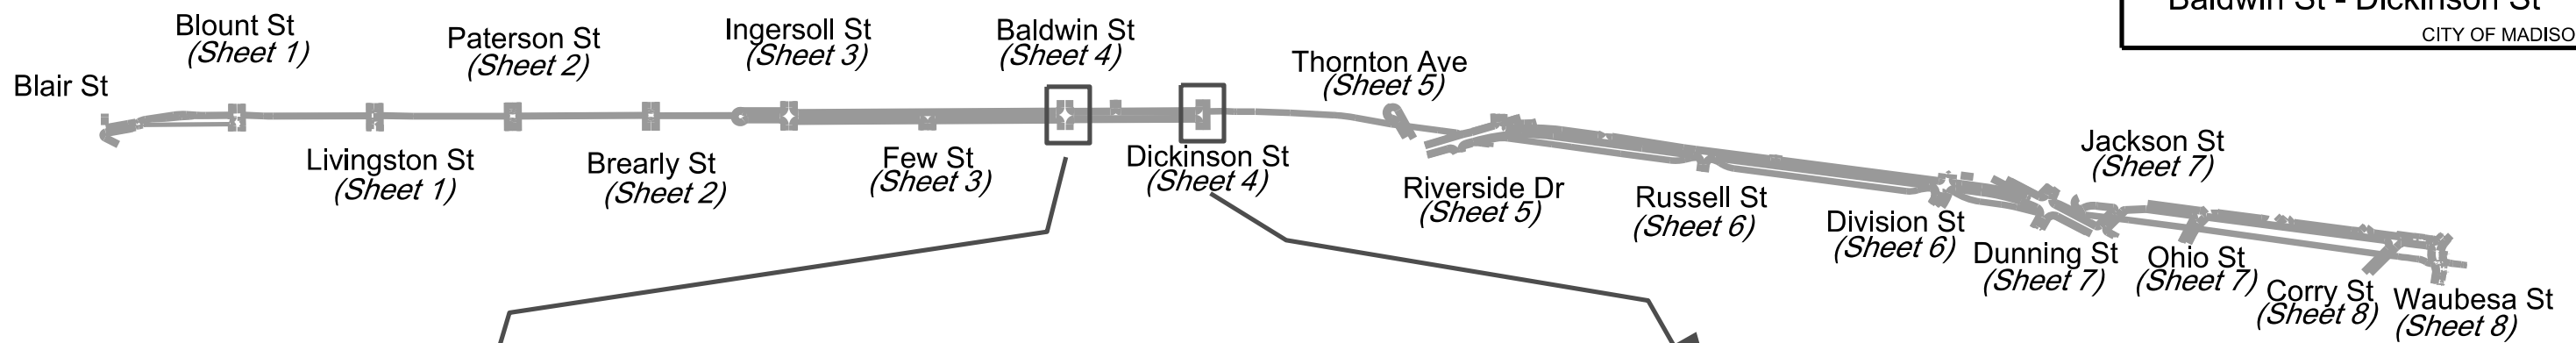 Baldwin St - Dickinson St
CITY OF MADISO
Blair St
Blount St
(Sheet 1)
Livingston St
(Sheet 1)
Paterson St
(Sheet 2)
Brearly St
(Sheet 2)
Ingersoll St
(Sheet 3)
Few St
(Sheet 3)
Baldwin St
(Sheet 4)
Dickinson St
(Sheet 4)
Thornton Ave
(Sheet 5)
Riverside Dr
(Sheet 5)
Russell St
(Sheet 6)
Division St
(Sheet 6)
Dunning St
(Sheet 7)
Jackson St
(Sheet 7)
Ohio St
(Sheet 7)
Corry St
(Sheet 8)
Waubesa St
(Sheet 8)